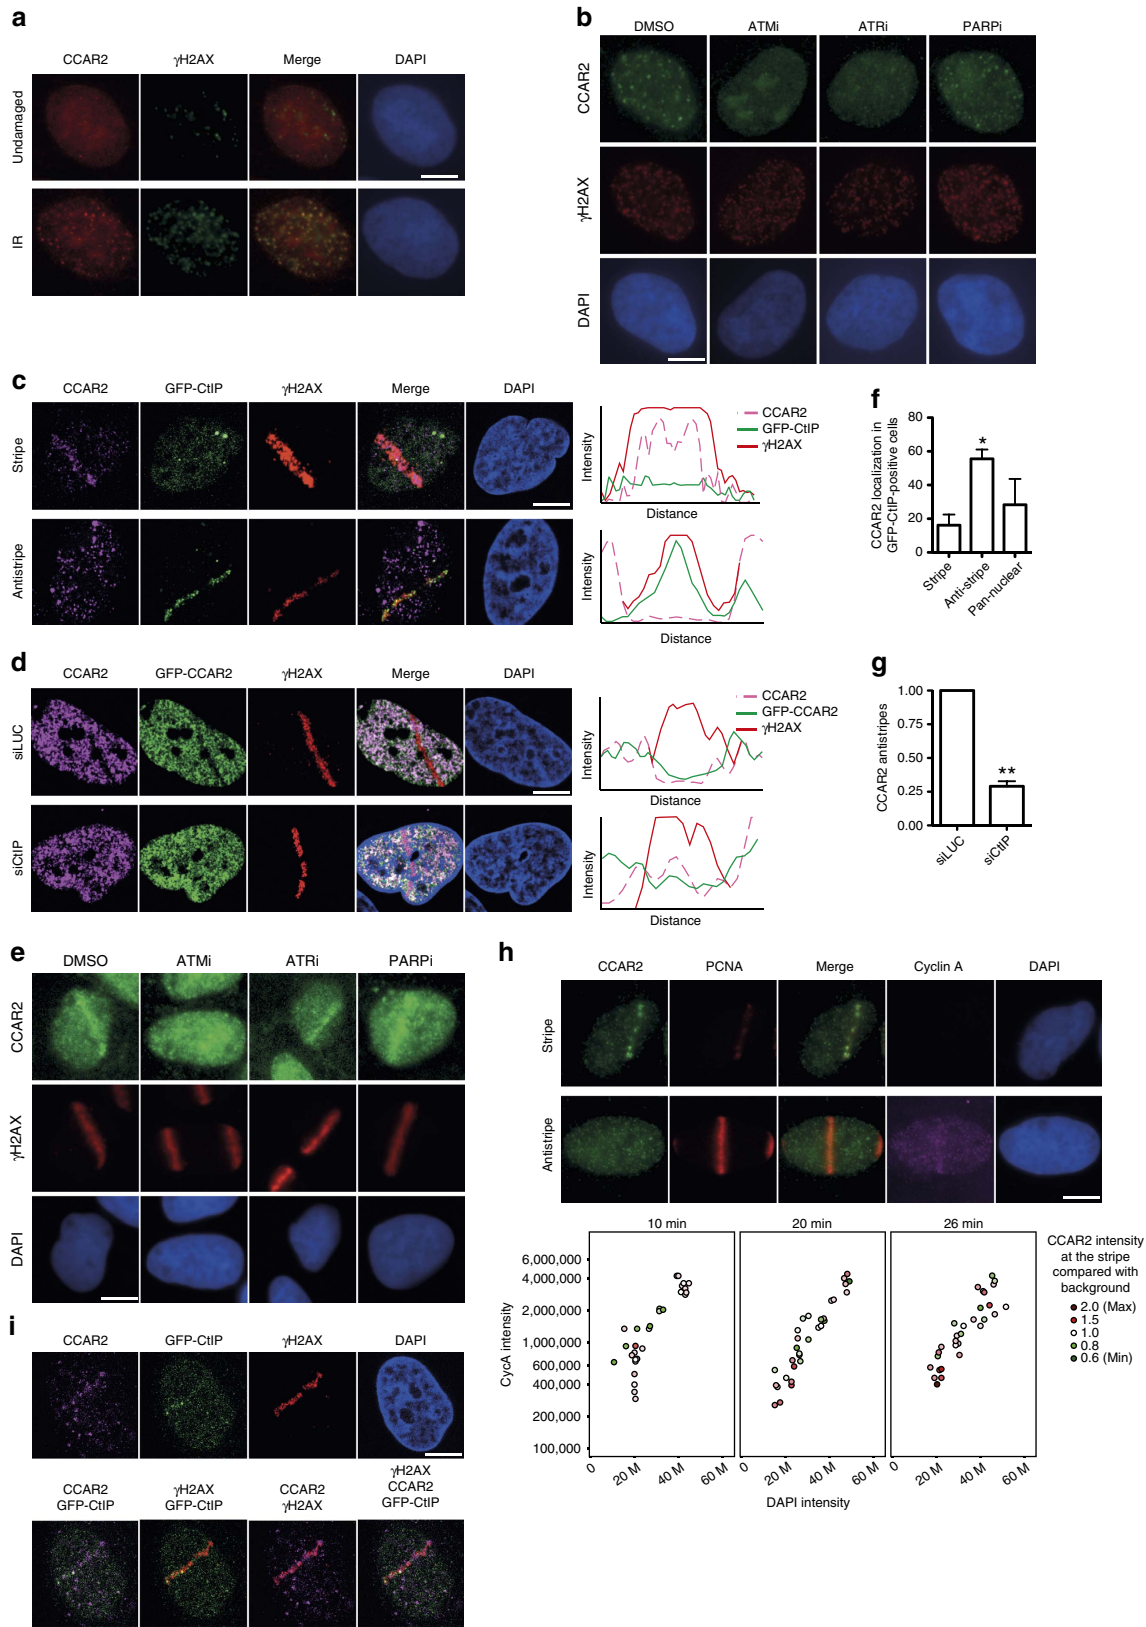 a
CCAR2 γH2AX Merge DAPI
Undamaged
IR
b
DMSO ATMi ATRi PARPi
CCAR2
γH2AX
DAPI
c
CCAR2 GFP-CtIP γH2AX Merge DAPI
Stripe
Antistripe
Intensity
CCAR2
GFP-CtIP
γH2AX
Distance
Intensity
Distance
f
CCAR2 localization in
GFP-CtIP-positive cells
80
60
40
20
0
*
Stripe
Anti-stripe
Pan-nuclear
d
CCAR2 GFP-CCAR2 γH2AX Merge DAPI
siLUC
siCtIP
Intensity
CCAR2
GFP-CCAR2
γH2AX
Distance
Intensity
Distance
g
CCAR2 antistripes
1.00
0.75
0.50
0.25
0.00
**
siLUC
siCtIP
e
DMSO ATMi ATRi PARPi
CCAR2
γH2AX
DAPI
h
CCAR2 PCNA Merge Cyclin A DAPI
Stripe
Antistripe
10 min 20 min 26 min
CycA intensity
6,000,000
4,000,000
2,000,000
1,000,000
600,000
400,000
200,000
100,000
0 20 M 40 M 60 M 0 20 M 40 M 60 M 0 20 M 40 M 60 M
DAPI intensity
CCAR2 intensity
at the stripe
compared with
background
2.0 (Max)
1.5
1.0
0.8
0.6 (Min)
i
CCAR2 GFP-CtIP γH2AX DAPI
CCAR2
GFP-CtIP
γH2AX
GFP-CtIP
CCAR2
γH2AX
γH2AX
CCAR2
GFP-CtIP